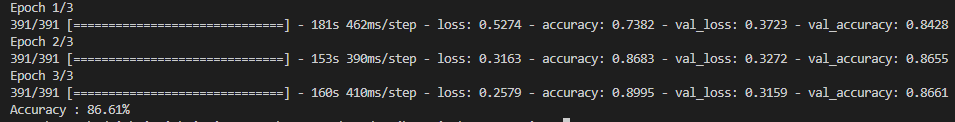 Epoch 1/3
391/391 [==============================] - 181s 462ms/step - loss: 0.5274 - accuracy: 0.7382 - val_loss: 0.3723 - val_accuracy: 0.8428
Epoch 2/3
391/391 [==============================] - 153s 390ms/step - loss: 0.3163 - accuracy: 0.8683 - val_loss: 0.3272 - val_accuracy: 0.8655
Epoch 3/3
391/391 [==============================] - 160s 410ms/step - loss: 0.2579 - accuracy: 0.8995 - val_loss: 0.3159 - val_accuracy: 0.8661
Accuracy : 86.61%